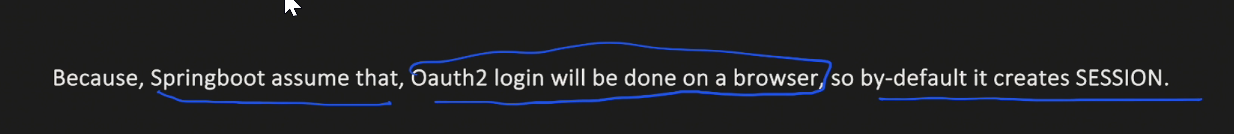 Because, Springboot assume that, Oauth2 login will be done on a browser, so by-default it creates SESSION.